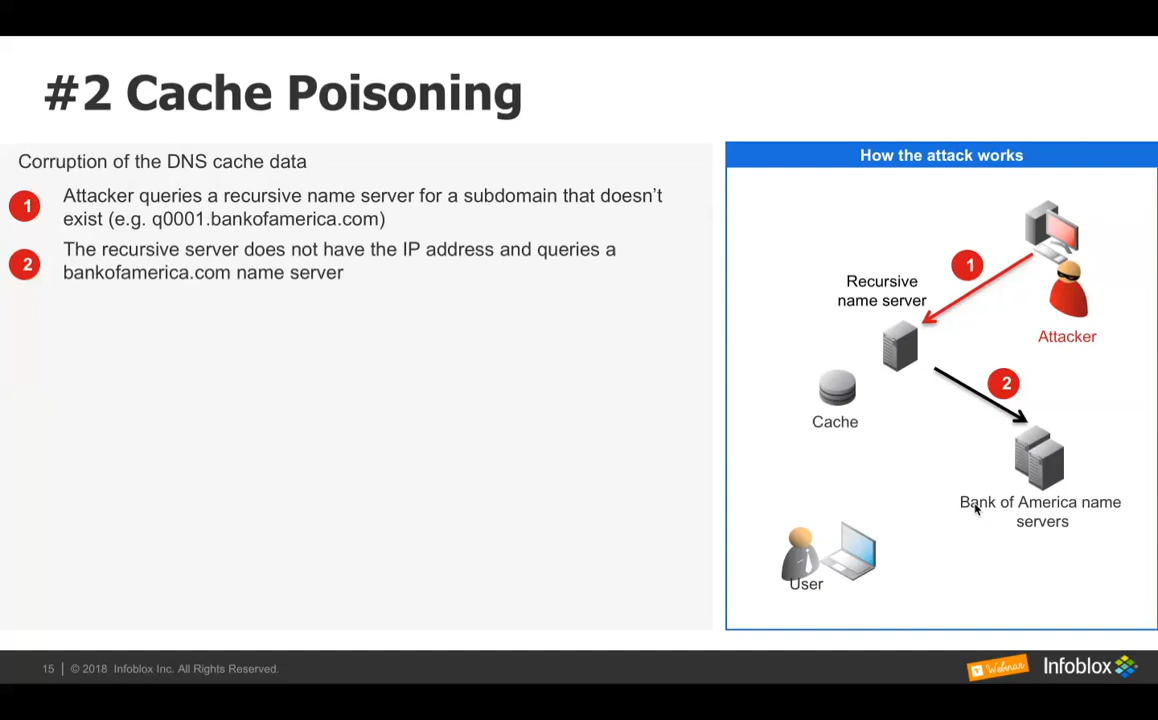 #2 Cache Poisoning
Corruption of the DNS cache data
1
Attacker queries a recursive name server for a subdomain that doesn’t
exist (e.g. q0001.bankofamerica.com)
2
The recursive server does not have the IP address and queries a
bankofamerica.com name server
How the attack works
1
Recursive
name server
Attacker
2
Cache
Bank of America name
servers
User
15 | © 2018 Infoblox Inc. All Rights Reserved.
Webinar
Infoblox